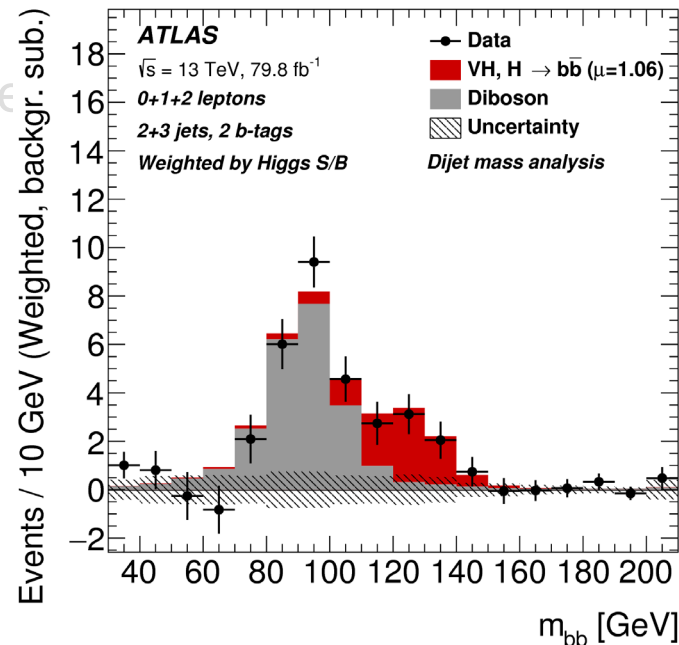 ATLAS
√s = 13 TeV, 79.8 fb⁻¹
0+1+2 leptons
2+3 jets, 2 b-tags
Weighted by Higgs S/B
Data
VH, H → bb̄ (μ=1.06)
Diboson
Uncertainty
Dijet mass analysis
Events / 10 GeV (Weighted, backgr. sub.)
18
16
14
12
10
8
6
4
2
0
−2
40 60 80 100 120 140 160 180 200
m_bb [GeV]